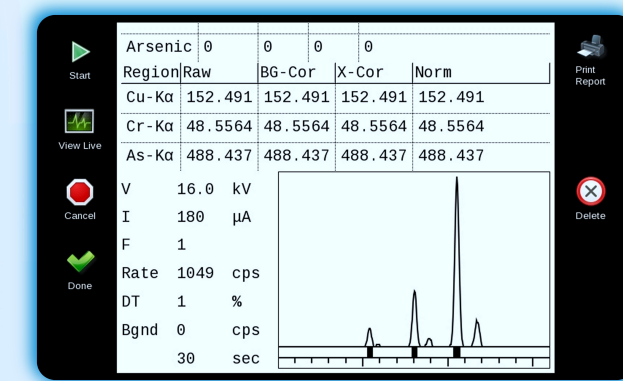 Start
View Live
Cancel
Done
Arsenic 0 0 0 0
Region Raw BG-Cor X-Cor Norm
Cu-Kα 152.491 152.491 152.491 152.491
Cr-Kα 48.5564 48.5564 48.5564 48.5564
As-Kα 488.437 488.437 488.437 488.437
V 16.0 kV
I 180 µA
F 1
Rate 1049 cps
DT 1 %
Bgnd 0 cps
30 sec
Print
Report
Delete